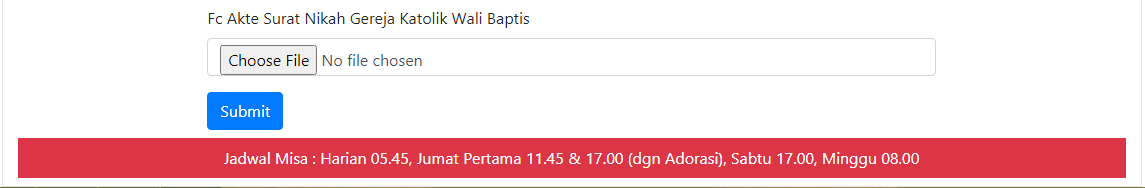 Fc Akte Surat Nikah Gereja Katolik Wali Baptis
Choose File No file chosen
Submit
Jadwal Misa : Harian 05.45, Jumat Pertama 11.45 & 17.00 (dgn Adorasi), Sabtu 17.00, Minggu 08.00